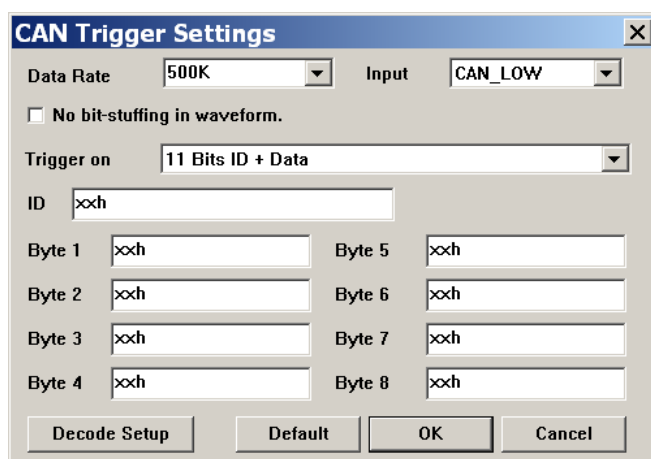 CAN Trigger Settings
Data Rate 500K Input CAN_LOW
No bit-stuffing in waveform.
Trigger on 11 Bits ID + Data
ID xxh
Byte 1 xxh Byte 5 xxh
Byte 2 xxh Byte 6 xxh
Byte 3 xxh Byte 7 xxh
Byte 4 xxh Byte 8 xxh
Decode Setup Default OK Cancel